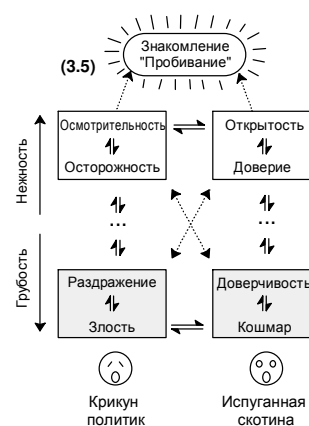 Знакомление
"Пробивание"
(3.5)
Осмотрительность
Осторожность
Открытость
Доверие
Нежность
...
...
Грубость
Раздражение
Злость
Доверчивость
Кошмар
Крикун
политик
Испуганная
скотина